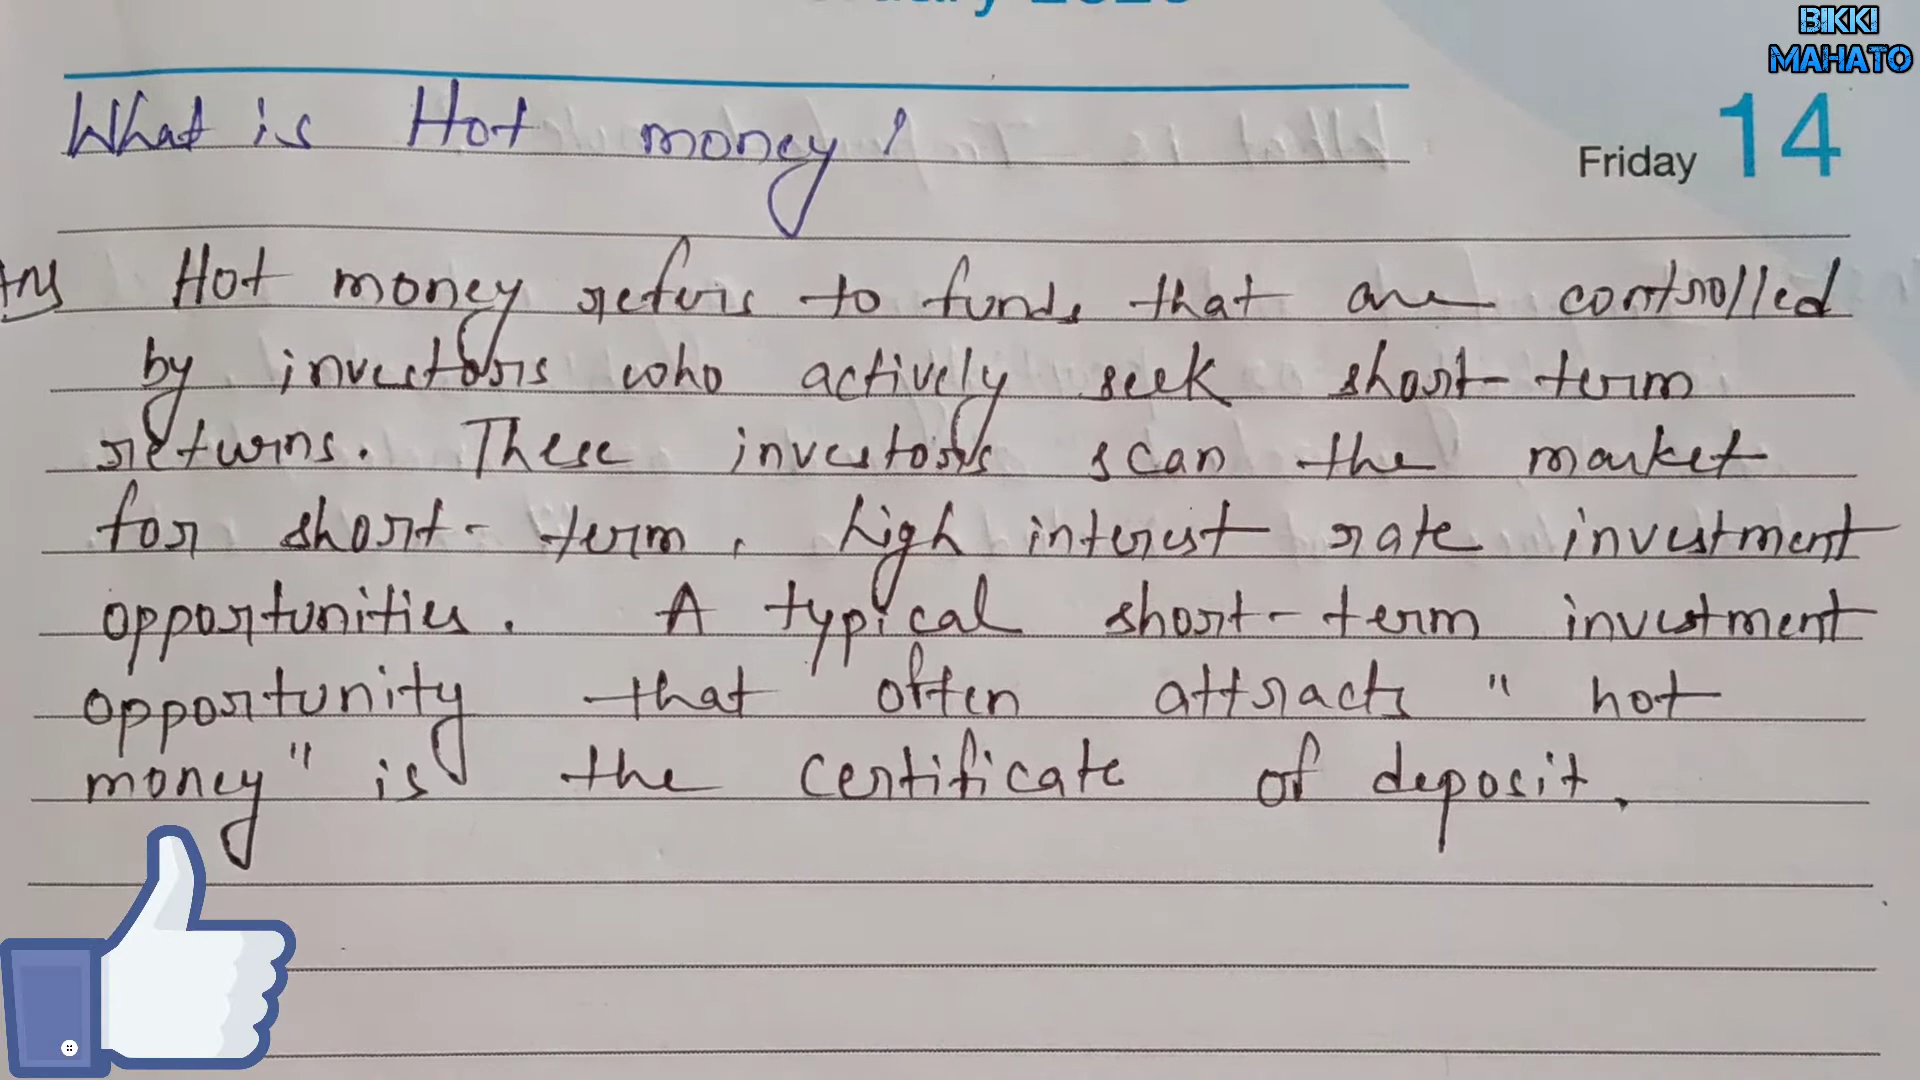 BIKKI
MAHATO
What is Hot money?
Friday 14
Ans Hot money refers to funds that are controlled
by investors who actively seek short-term
returns. These investors scan the market
for short-term, high interest rate investment
opportunities. A typical short-term investment
opportunity that often attracts "hot
money" is the certificate of deposit.